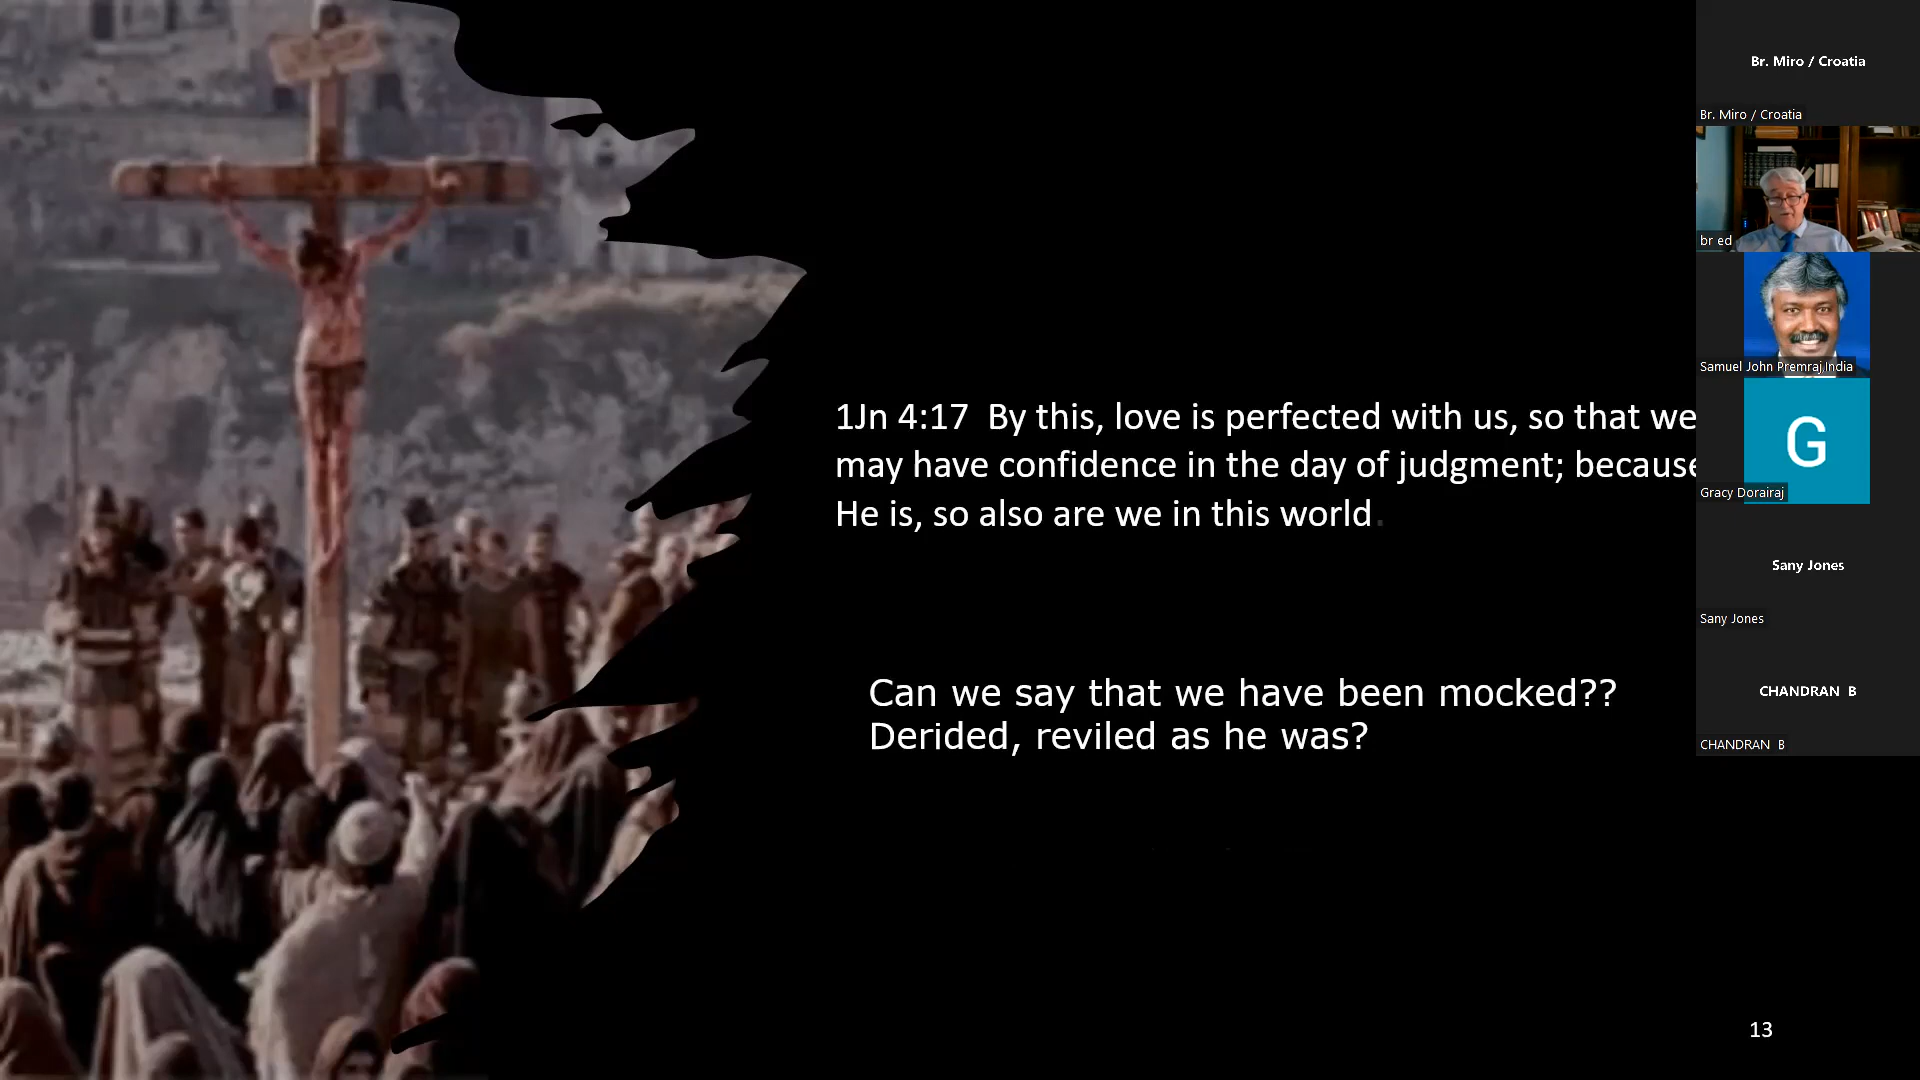 1Jn 4:17  By this, love is perfected with us, so that we
may have confidence in the day of judgment; because
He is, so also are we in this world.
Can we say that we have been mocked??
Derided, reviled as he was?
13
Br. Miro / Croatia
Br. Miro / Croatia
br ed
Samuel John Premraj,India
G
Gracy Dorairaj
Sany Jones
Sany Jones
CHANDRAN  B
CHANDRAN  B